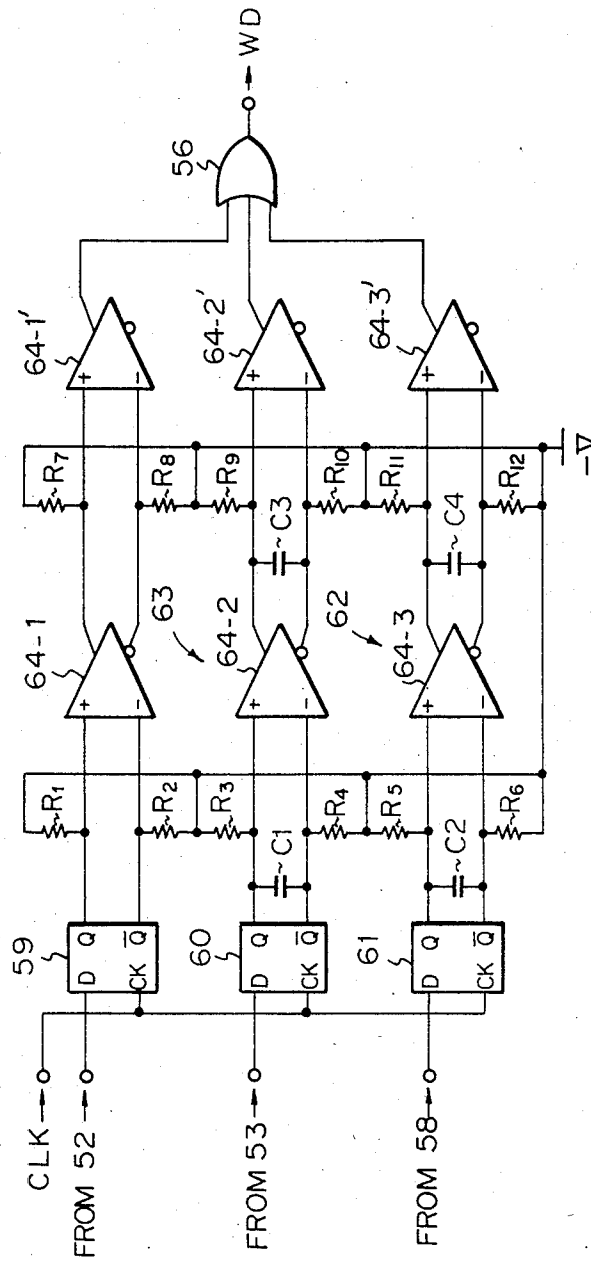 CLK
FROM 52
FROM 53
FROM 58
59
D Q
CK Q̅
60
D Q
CK Q̅
61
D Q
CK Q̅
R1
R2
R3
C1
R4
R5
C2
R6
64-1
+
−
63
64-2
+
−
62
64-3
+
−
R7
R8
R9
C3
R10
R11
C4
R12
-V
64-1'
+
−
64-2'
+
−
64-3'
+
−
56
WD